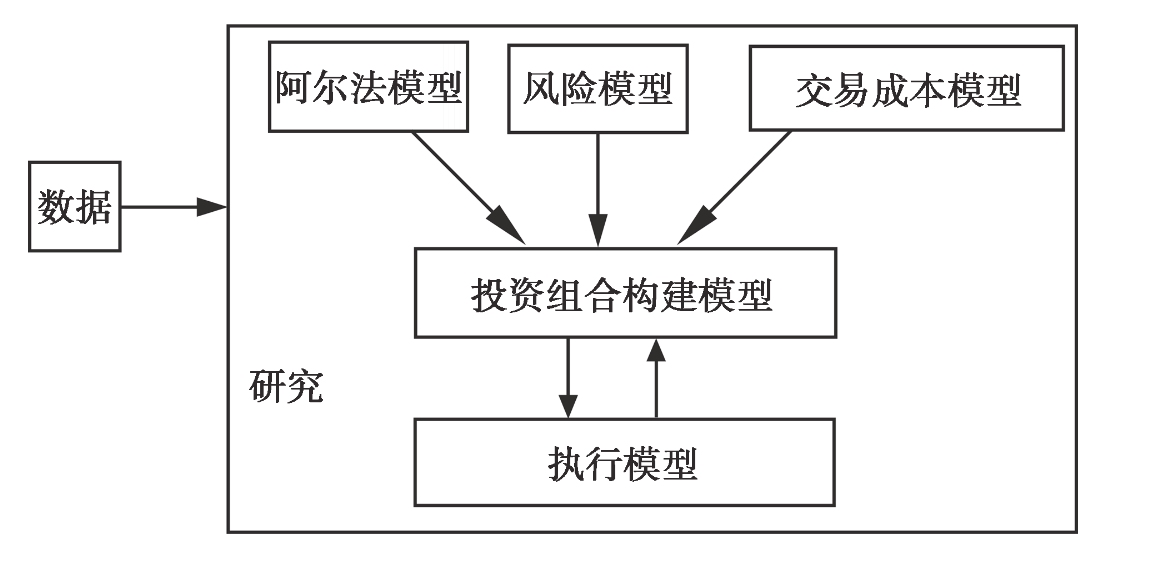 阿尔法模型
风险模型
交易成本模型
数据
投资组合构建模型
研究
执行模型